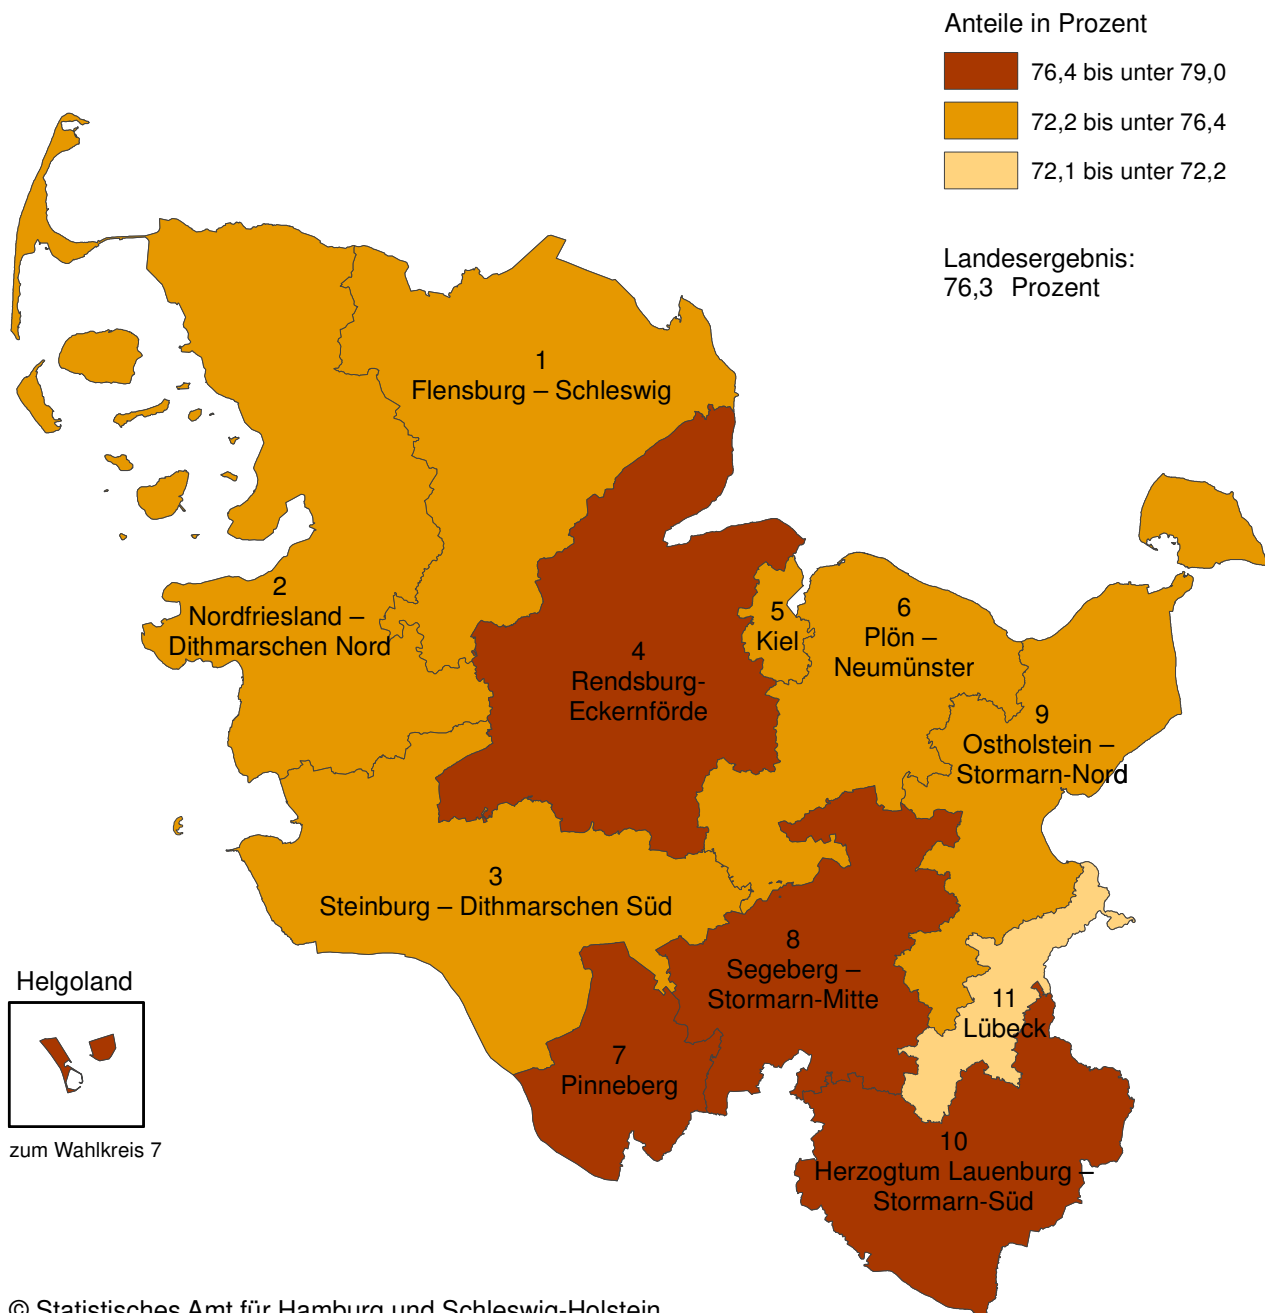 Anteile in Prozent
76,4 bis unter 79,0
72,2 bis unter 76,4
72,1 bis unter 72,2
Landesergebnis:
76,3 Prozent
1
Flensburg – Schleswig
2
Nordfriesland –
Dithmarschen Nord
4
Rendsburg-
Eckernförde
5
Kiel
6
Plön –
Neumünster
9
Ostholstein –
Stormarn-Nord
3
Steinburg – Dithmarschen Süd
8
Segeberg –
Stormarn-Mitte
11
Lübeck
Helgoland
zum Wahlkreis 7
7
Pinneberg
10
Herzogtum Lauenburg –
Stormarn-Süd
© Statistisches Amt für Hamburg und Schleswig-Holstein